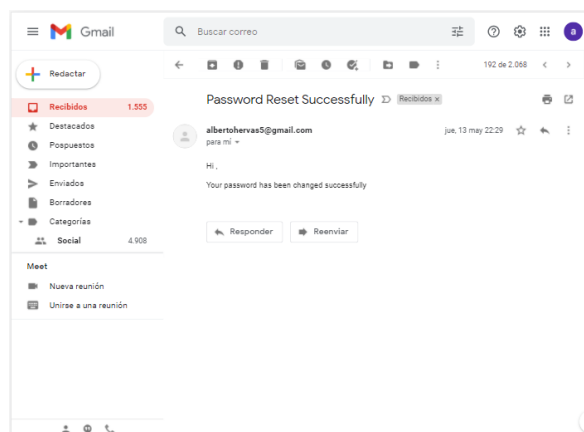 Gmail
Buscar correo
a
Redactar
192 de 2.068
Recibidos 1.555
Destacados
Pospuestos
Importantes
Enviados
Borradores
Categorías
Social 4.908
Meet
Nueva reunión
Unirse a una reunión
Password Reset Successfully Recibidos x
albertohervas5@gmail.com jue, 13 may 22:29
para mí
Hi ,
Your password has been changed successfully
Responder Reenviar